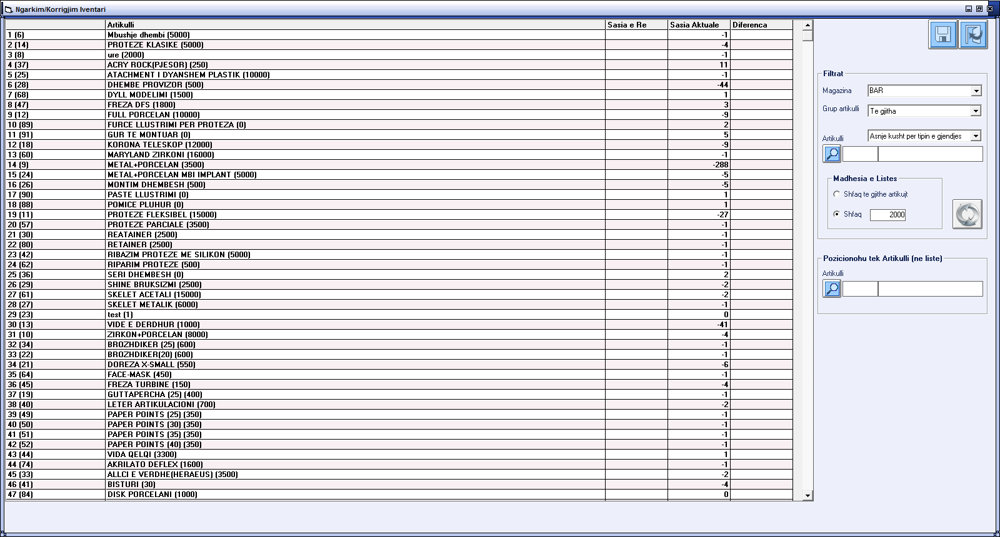 Ngarkim/Korrigjim Iventari
Artikulli Sasia e Re Sasia Aktuale Diferenca
1 (6) Mbushje dhembi (5000) -1
2 (14) PROTEZE KLASIKE (5000) -4
3 (8) ure (2000) -1
4 (37) ACRY ROCK(PJESOR) (250) 11
5 (25) ATACHMENT I DYANSHEM PLASTIK (10000) -1
6 (28) DHEMBE PROVIZOR (500) -44
7 (68) DYLL MODELIMI (1500) 1
8 (47) FREZA DFS (1800) 3
9 (12) FULL PORCELAN (10000) -9
10 (89) FURCE LLUSTRIMI PER PROTEZA (0) 2
11 (91) GUR TE MONTUAR (0) 5
12 (18) KORONA TELESKOP (12000) -9
13 (60) MARYLAND ZIRKONI (16000) -1
14 (9) METAL+PORCELAN (3500) -288
15 (24) METAL+PORCELAN MBI IMPLANT (5000) -5
16 (26) MONTIM DHEMBESH (500) -5
17 (90) PASTE LLUSTRIMI (0) 1
18 (88) POMICE PLUHUR (0) 1
19 (11) PROTEZE FLEKSIBEL (15000) -27
20 (57) PROTEZE PARCIALE (3500) -1
21 (30) REATAINER (2500) -1
22 (80) RETAINER (2500) -1
23 (42) RIBAZIM PROTEZE ME SILIKON (5000) -1
24 (62) RIPARIM PROTEZE (500) -1
25 (36) SERI DHEMBESH (0) 2
26 (29) SHINE BRUKSIZMI (2500) -2
27 (61) SKELET ACETALI (15000) -2
28 (27) SKELET METALIK (6000) -1
29 (23) test (1) 0
30 (13) VIDE E DERDHUR (1000) -41
31 (10) ZIRKON+PORCELAN (8000) -4
32 (34) BROZHDIKER (25) (600) -1
33 (22) BROZHDIKER(20) (600) -1
34 (21) DOREZA X-SMALL (550) -6
35 (64) FACE-MASK (450) -1
36 (45) FREZA TURBINE (150) -4
37 (19) GUTTAPERCHA (25) (400) -1
38 (40) LETER ARTIKULACIONI (700) -2
39 (49) PAPER POINTS (25) (350) -1
40 (50) PAPER POINTS (30) (350) -1
41 (51) PAPER POINTS (35) (350) -1
42 (52) PAPER POINTS (40) (350) -1
43 (44) VIDA QELQI (3300) 1
44 (74) AKRILATO DEFLEX (1600) -1
45 (33) ALLCI E VERDHE(HERAEUS) (3500) -2
46 (41) BISTURI (30) -4
47 (84) DISK PORCELANI (1000) 0
Filtrat
Magazina BAR
Grup artikulli Te gjitha
Artikulli Asnje kusht per tipin e gjendjes
Madhesia e Listes
Shfaq te gjithe artikujt
Shfaq 2000
Pozicionohu tek Artikulli (ne liste)
Artikulli